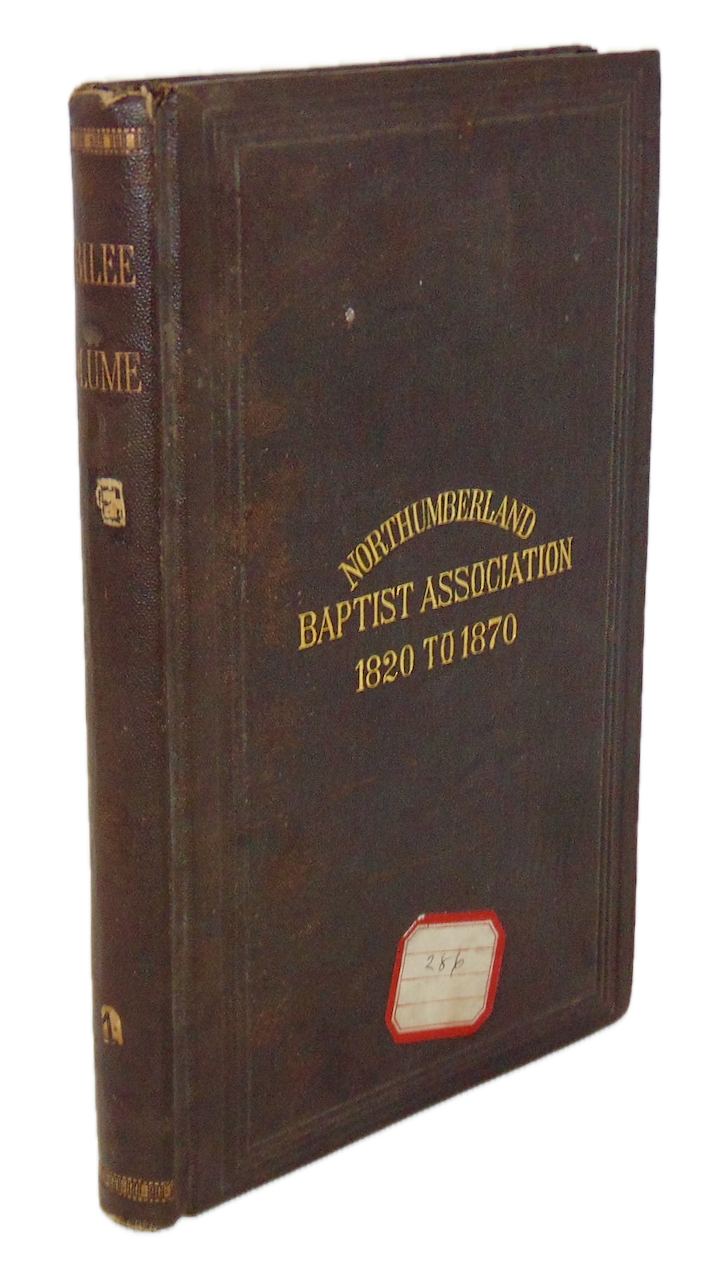 BILEE
LUME
NORTHUMBERLAND
BAPTIST ASSOCIATION
1820 TO 1870
286